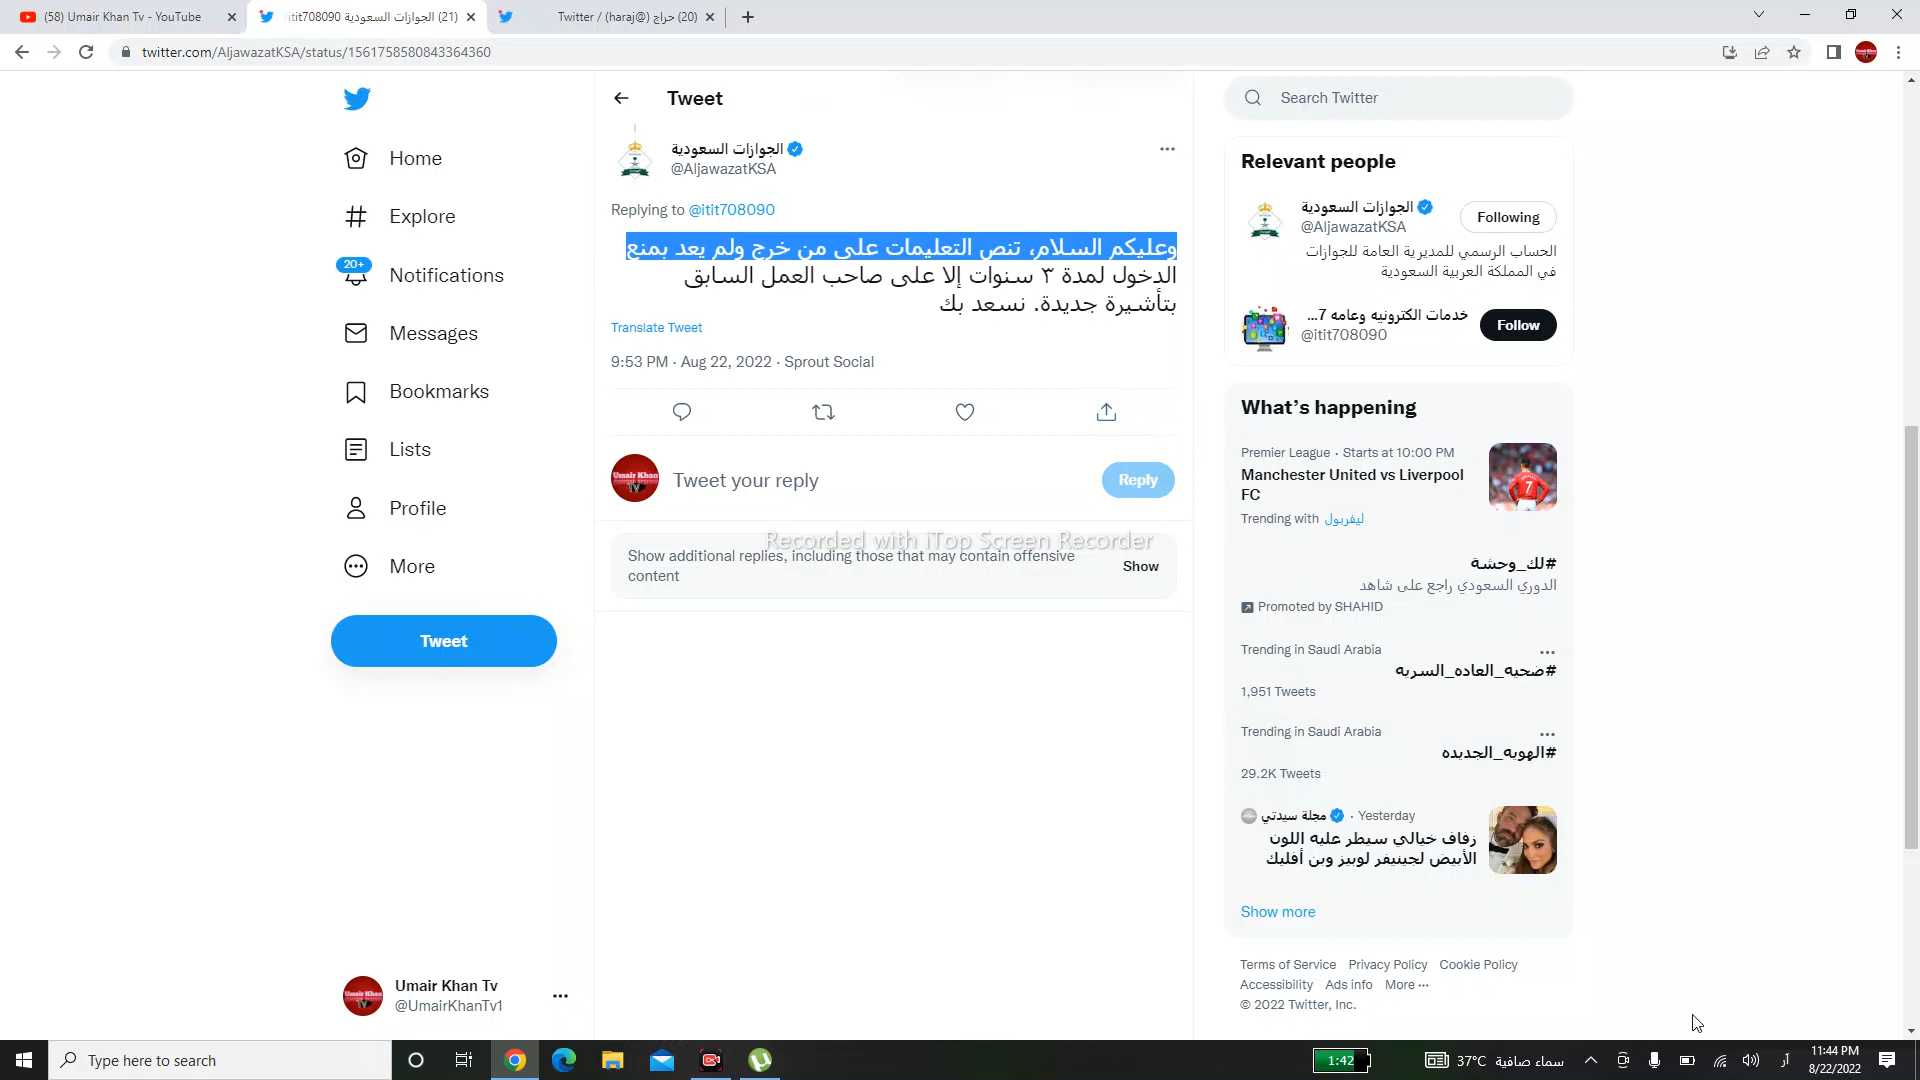 (58) Umair Khan Tv - YouTube
(21) الجوازات السعودية itit708090
(20) حراج (@haraj) / Twitter
twitter.com/AljawazatKSA/status/1561758580843364360
Home
Explore
20+
Notifications
Messages
Bookmarks
Lists
Profile
More
Tweet
Umair Khan Tv
@UmairKhanTv1
Tweet
الجوازات السعودية
@AljawazatKSA
Replying to @itit708090
وعليكم السلام، تنص التعليمات على من خرج ولم يعد بمنع
الدخول لمدة ٣ سنوات إلا على صاحب العمل السابق
بتأشيرة جديدة. نسعد بك
Translate Tweet
9:53 PM · Aug 22, 2022 · Sprout Social
Umair Khan
Tv
Tweet your reply
Reply
Recorded with iTop Screen Recorder
Show additional replies, including those that may contain offensive
content
Show
Search Twitter
Relevant people
الجوازات السعودية
@AljawazatKSA
Following
الحساب الرسمي للمديرية العامة للجوازات
في المملكة العربية السعودية
خدمات الكترونيه وعامه 7...
@itit708090
Follow
What's happening
Premier League · Starts at 10:00 PM
Manchester United vs Liverpool
FC
Trending with ليفربول
7
#لك_وحشة
الدوري السعودي راجع على شاهد
Promoted by SHAHID
Trending in Saudi Arabia
#ضحيه_العاده_السريه
1,951 Tweets
Trending in Saudi Arabia
#الهويه_الجديده
29.2K Tweets
مجلة سيدتي · Yesterday
زفاف خيالي سيطر عليه اللون
الأبيض لجينيفر لوبيز وبن أفليك
Show more
Terms of Service Privacy Policy Cookie Policy
Accessibility Ads info More ···
© 2022 Twitter, Inc.
Type here to search
1:42
37°C سماء صافية
11:44 PM
8/22/2022